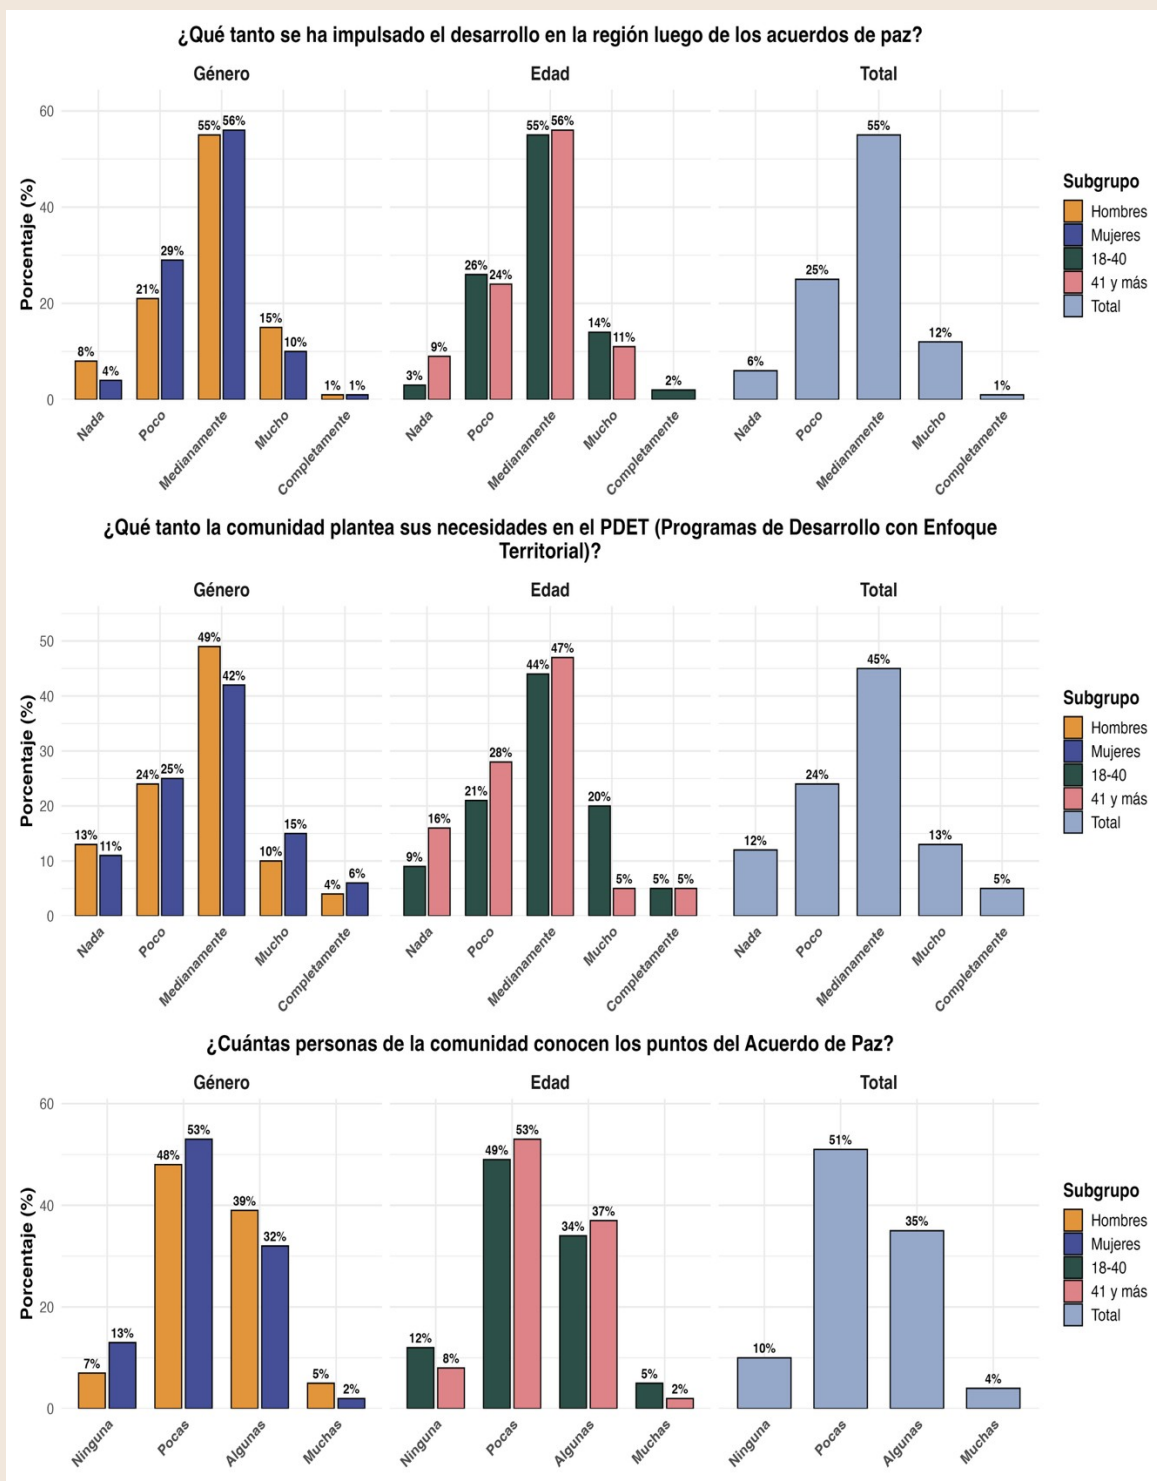 ¿Qué tanto se ha impulsado el desarrollo en la región luego de los acuerdos de paz?
Género
Edad
Total
Porcentaje (%)
60
40
20
0
8%
4%
21%
29%
55%
56%
15%
10%
1%
1%
3%
9%
26%
24%
55%
56%
14%
11%
2%
6%
25%
55%
12%
1%
Nada
Poco
Medianamente
Mucho
Completamente
Nada
Poco
Medianamente
Mucho
Completamente
Nada
Poco
Medianamente
Mucho
Completamente
Subgrupo
Hombres
Mujeres
18-40
41 y más
Total
¿Qué tanto la comunidad plantea sus necesidades en el PDET (Programas de Desarrollo con Enfoque
Territorial)?
Género
Edad
Total
Porcentaje (%)
50
40
30
20
10
0
13%
11%
24%
25%
49%
42%
10%
15%
4%
6%
9%
16%
21%
28%
44%
47%
20%
5%
5%
5%
12%
24%
45%
13%
5%
Nada
Poco
Medianamente
Mucho
Completamente
Nada
Poco
Medianamente
Mucho
Completamente
Nada
Poco
Medianamente
Mucho
Completamente
Subgrupo
Hombres
Mujeres
18-40
41 y más
Total
¿Cuántas personas de la comunidad conocen los puntos del Acuerdo de Paz?
Género
Edad
Total
Porcentaje (%)
60
40
20
0
7%
13%
48%
53%
39%
32%
5%
2%
12%
8%
49%
53%
34%
37%
5%
2%
10%
51%
35%
4%
Ninguna
Pocas
Algunas
Muchas
Ninguna
Pocas
Algunas
Muchas
Ninguna
Pocas
Algunas
Muchas
Subgrupo
Hombres
Mujeres
18-40
41 y más
Total